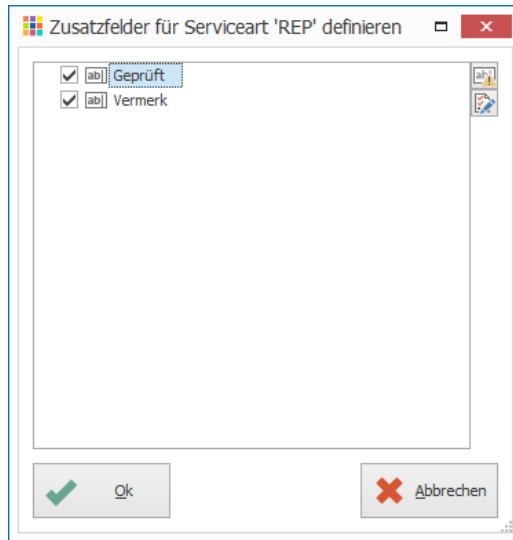 Zusatzfelder für Serviceart 'REP' definieren
ab| Geprüft
ab| Vermerk
Ok
Abbrechen